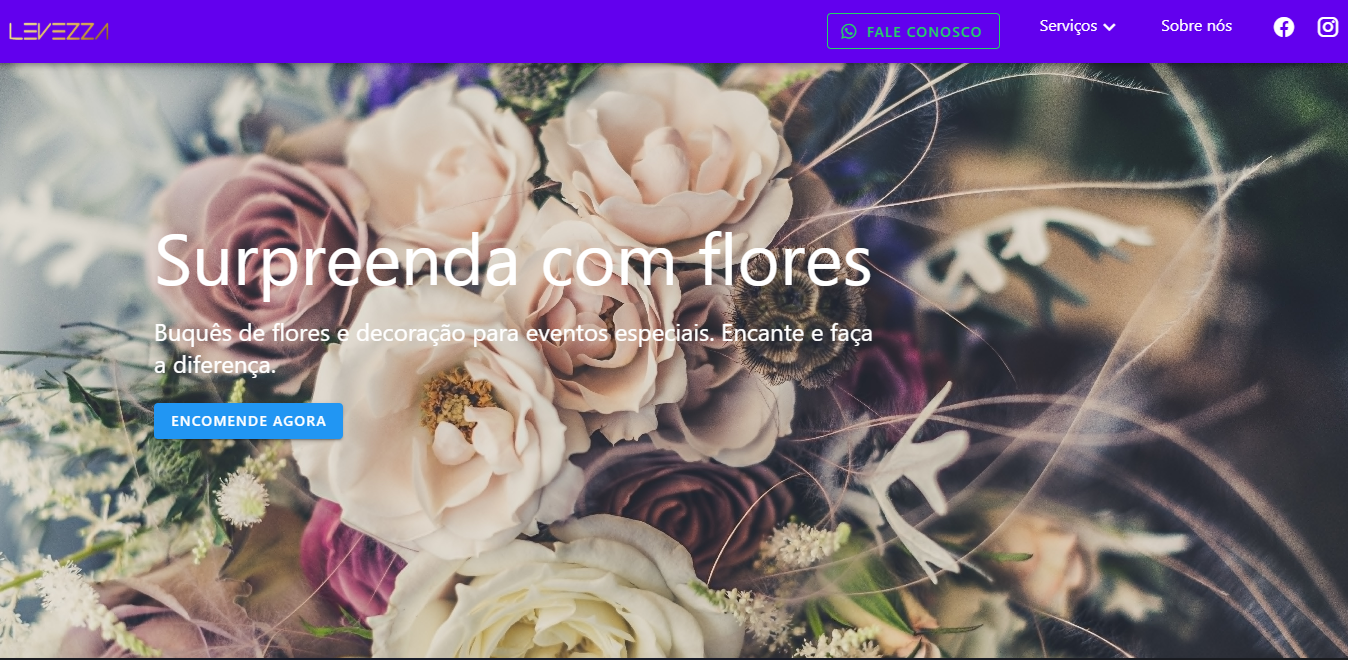 LEVEZZA
FALE CONOSCO
Serviços
Sobre nós
Surpreenda com flores
Buquês de flores e decoração para eventos especiais. Encante e faça
a diferença.
ENCOMENDE AGORA